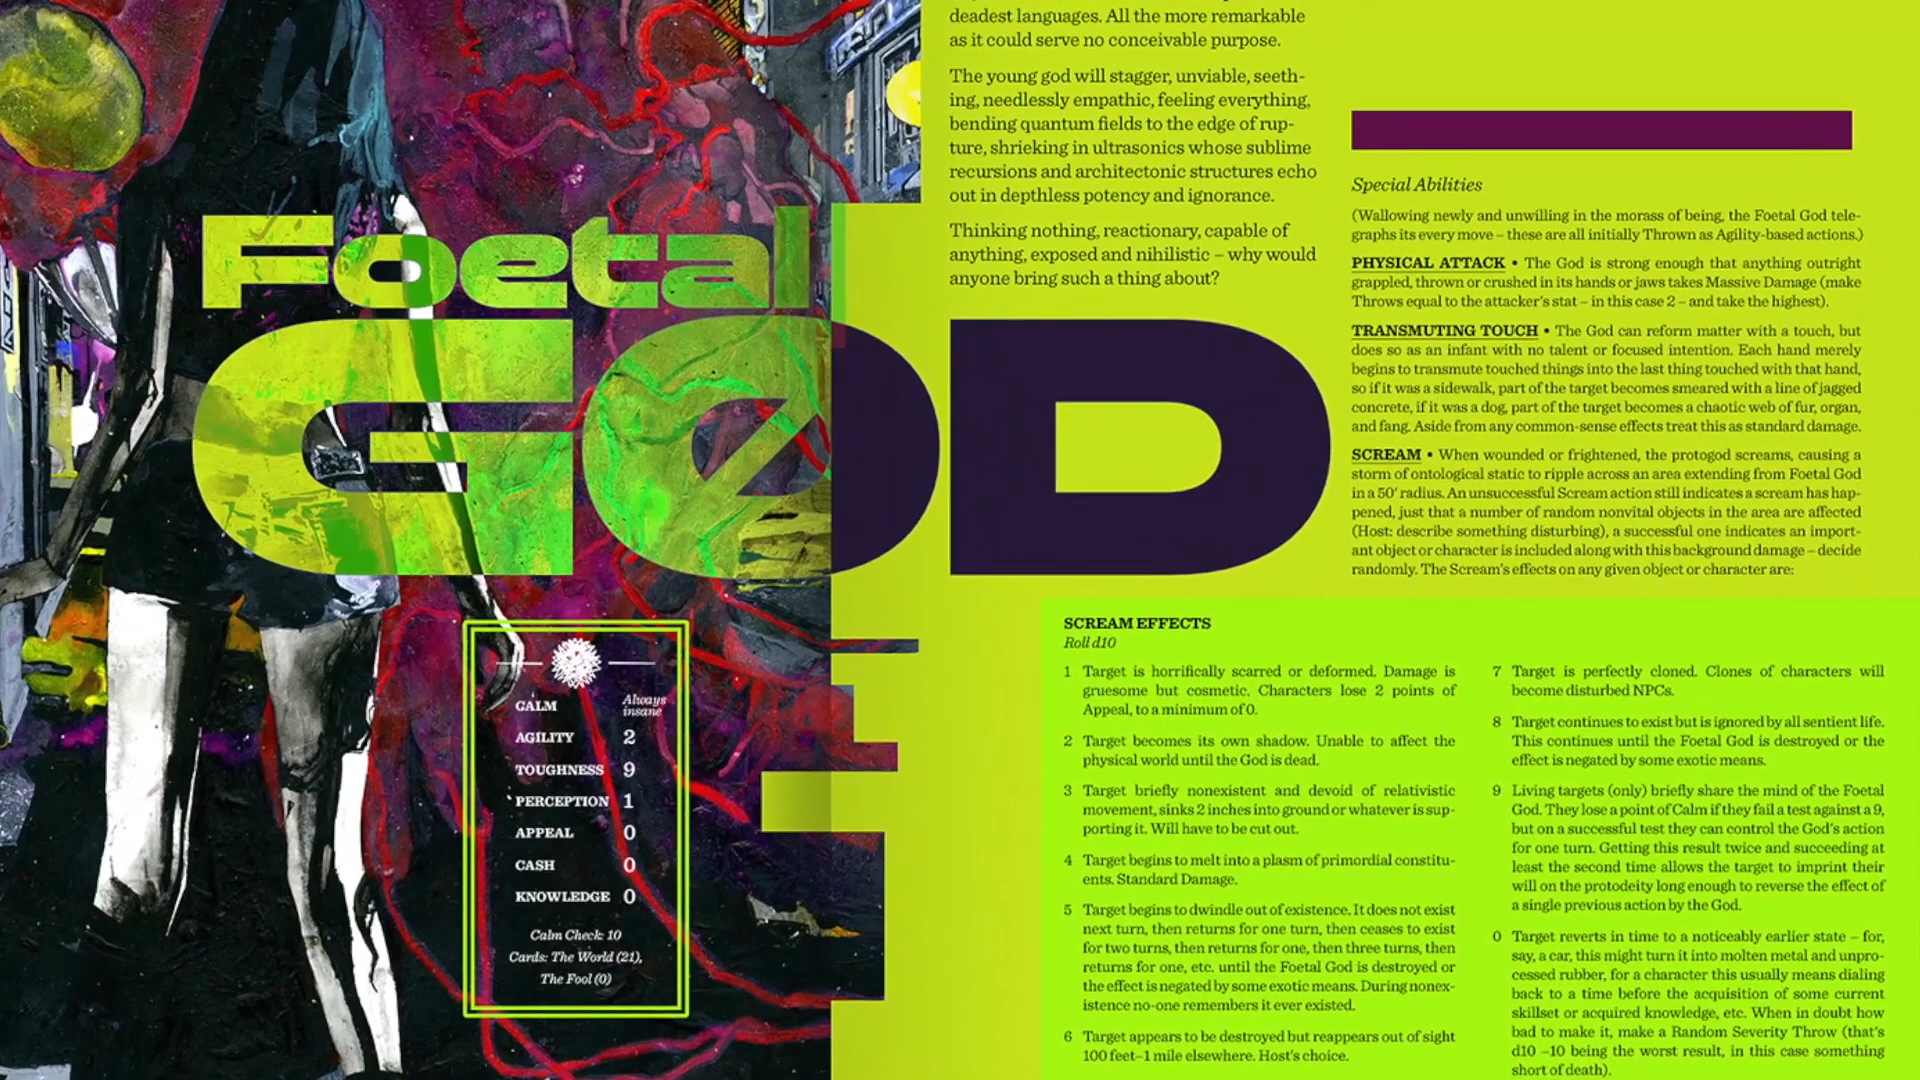 deadest languages. All the more remarkable
as it could serve no conceivable purpose.
The young god will stagger, unviable, seeth-
ing, needlessly empathic, feeling everything,
bending quantum fields to the edge of rup-
ture, shrieking in ultrasonics whose sublime
recursions and architectonic structures echo
out in depthless potency and ignorance.
Thinking nothing, reactionary, capable of
anything, exposed and nihilistic – why would
anyone bring such a thing about?
Foetal
GOD
CALM Always insane
AGILITY 2
TOUGHNESS 9
PERCEPTION 1
APPEAL 0
CASH 0
KNOWLEDGE 0
Calm Check: 10
Cards: The World (21),
The Fool (0)
Special Abilities
(Wallowing newly and unwilling in the morass of being, the Foetal God tele-
graphs its every move – these are all initially Thrown as Agility-based actions.)
PHYSICAL ATTACK • The God is strong enough that anything outright
grappled, thrown or crushed in its hands or jaws takes Massive Damage (make
Throws equal to the attacker's stat – in this case 2 – and take the highest).
TRANSMUTING TOUCH • The God can reform matter with a touch, but
does so as an infant with no talent or focused intention. Each hand merely
begins to transmute touched things into the last thing touched with that hand,
so if it was a sidewalk, part of the target becomes smeared with a line of jagged
concrete, if it was a dog, part of the target becomes a chaotic web of fur, organ,
and fang. Aside from any common-sense effects treat this as standard damage.
SCREAM • When wounded or frightened, the protogod screams, causing a
storm of ontological static to ripple across an area extending from Foetal God
in a 50' radius. An unsuccessful Scream action still indicates a scream has hap-
pened, just that a number of random nonvital objects in the area are affected
(Host: describe something disturbing), a successful one indicates an import-
ant object or character is included along with this background damage – decide
randomly. The Scream's effects on any given object or character are:
SCREAM EFFECTS
Roll d10
1 Target is horrifically scarred or deformed. Damage is
gruesome but cosmetic. Characters lose 2 points of
Appeal, to a minimum of 0.
2 Target becomes its own shadow. Unable to affect the
physical world until the God is dead.
3 Target briefly nonexistent and devoid of relativistic
movement, sinks 2 inches into ground or whatever is sup-
porting it. Will have to be cut out.
4 Target begins to melt into a plasm of primordial constitu-
ents. Standard Damage.
5 Target begins to dwindle out of existence. It does not exist
next turn, then returns for one turn, then ceases to exist
for two turns, then returns for one, then three turns, then
returns for one, etc. until the Foetal God is destroyed or
the effect is negated by some exotic means. During nonex-
istence no-one remembers it ever existed.
6 Target appears to be destroyed but reappears out of sight
100 feet–1 mile elsewhere. Host's choice.
7 Target is perfectly cloned. Clones of characters will
become disturbed NPCs.
8 Target continues to exist but is ignored by all sentient life.
This continues until the Foetal God is destroyed or the
effect is negated by some exotic means.
9 Living targets (only) briefly share the mind of the Foetal
God. They lose a point of Calm if they fail a test against a 9,
but on a successful test they can control the God's action
for one turn. Getting this result twice and succeeding at
least the second time allows the target to imprint their
will on the protodeity long enough to reverse the effect of
a single previous action by the God.
0 Target reverts in time to a noticeably earlier state – for,
say, a car, this might turn it into molten metal and unpro-
cessed rubber, for a character this usually means dialing
back to a time before the acquisition of some current
skillset or acquired knowledge, etc. When in doubt how
bad to make it, make a Random Severity Throw (that's
d10 –10 being the worst result, in this case something
short of death).